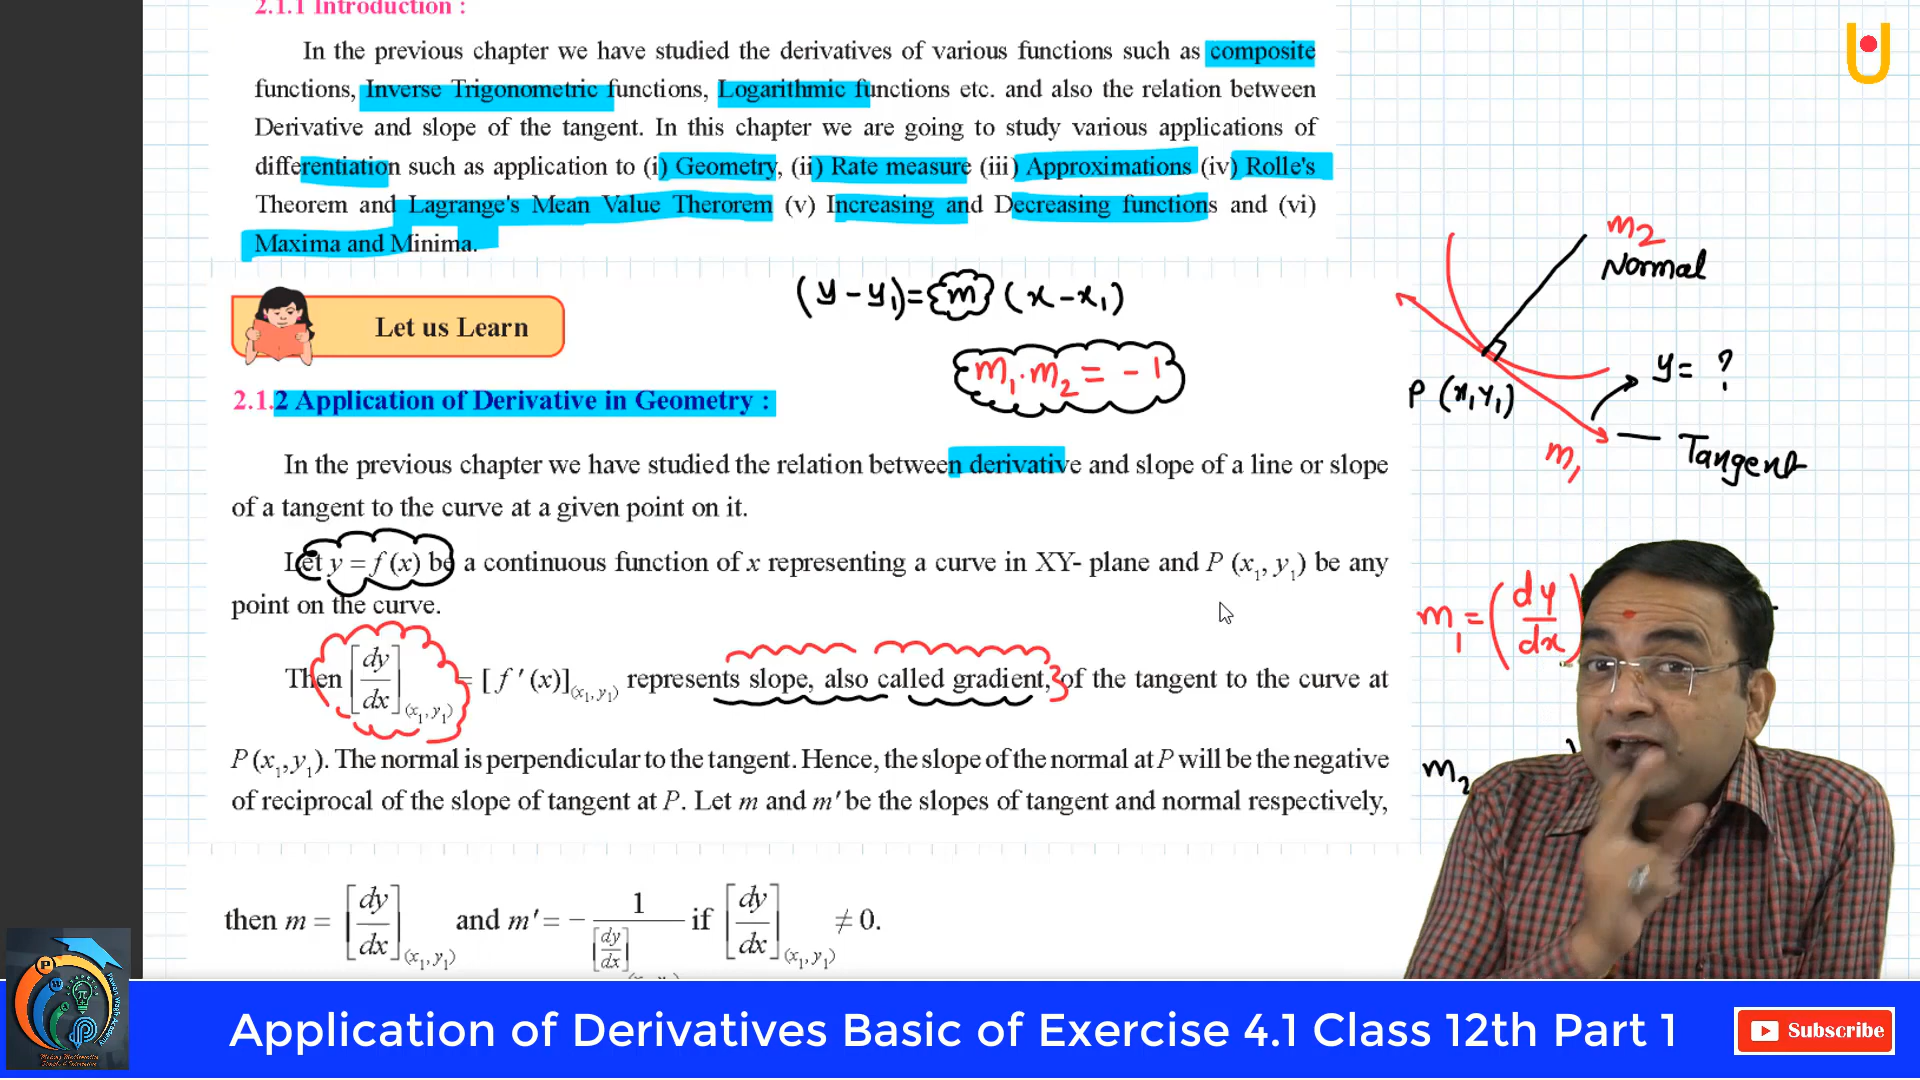 2.1.1 Introduction :
In the previous chapter we have studied the derivatives of various functions such as composite
functions, Inverse Trigonometric functions, Logarithmic functions etc. and also the relation between
Derivative and slope of the tangent. In this chapter we are going to study various applications of
differentiation such as application to (i) Geometry, (ii) Rate measure (iii) Approximations (iv) Rolle's
Theorem and Lagrange's Mean Value Therorem (v) Increasing and Decreasing functions and (vi)
Maxima and Minima.
m2
Normal
(y - y₁) = m (x - x₁)
Let us Learn
m₁ · m₂ = -1
y = ?
P (x₁, y₁)
2.1.2 Application of Derivative in Geometry :
m₁
Tangent
In the previous chapter we have studied the relation between derivative and slope of a line or slope
of a tangent to the curve at a given point on it.
Let y = f (x) be a continuous function of x representing a curve in XY- plane and P (x₁, y₁) be any
point on the curve.
m₁ = (dy/dx)
Then [dy/dx](x₁, y₁) = [f ′(x)](x₁, y₁) represents slope, also called gradient, of the tangent to the curve at
P (x₁, y₁). The normal is perpendicular to the tangent. Hence, the slope of the normal at P will be the negative
m₂
of reciprocal of the slope of tangent at P. Let m and m′ be the slopes of tangent and normal respectively,
then m = [dy/dx](x₁, y₁) and m′ = - 1/[dy/dx] if [dy/dx](x₁, y₁) ≠ 0.
Application of Derivatives Basic of Exercise 4.1 Class 12th Part 1
Subscribe